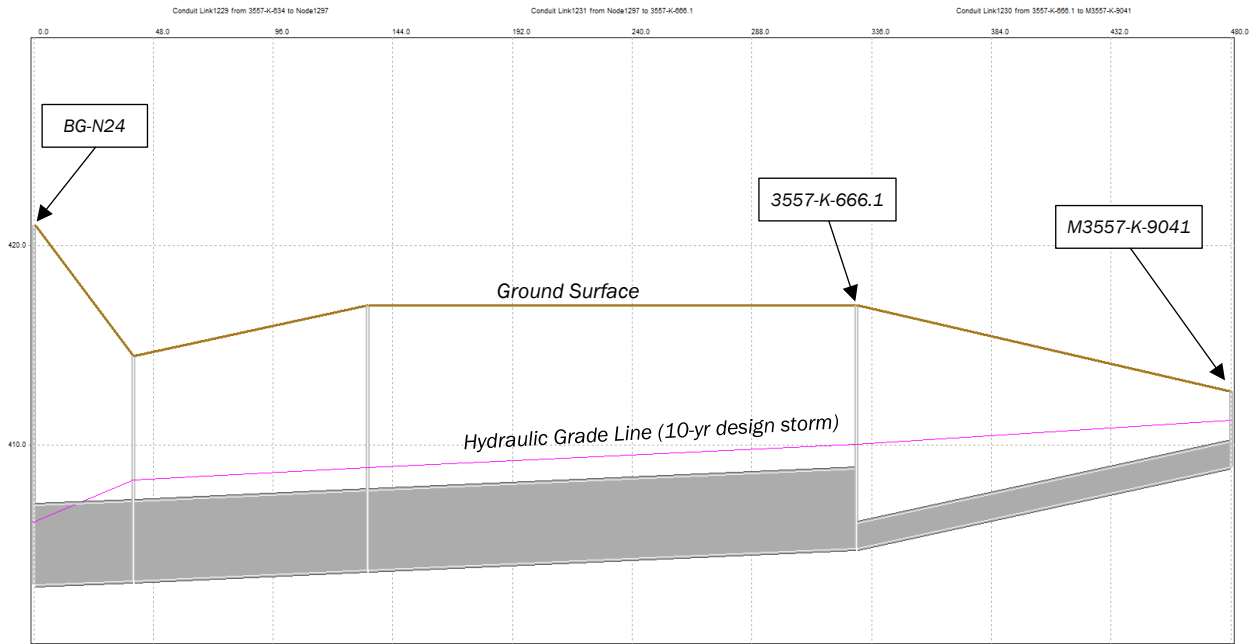 Conduit Link1229 from 3557-K-634 to Node1297
Conduit Link1231 from Node1297 to 3557-K-666.1
Conduit Link1230 from 3557-K-666.1 to M3557-K-9041
0.0 48.0 96.0 144.0 192.0 240.0 288.0 336.0 384.0 432.0 480.0
BG-N24
3557-K-666.1
M3557-K-9041
420.0
Ground Surface
Hydraulic Grade Line (10-yr design storm)
410.0